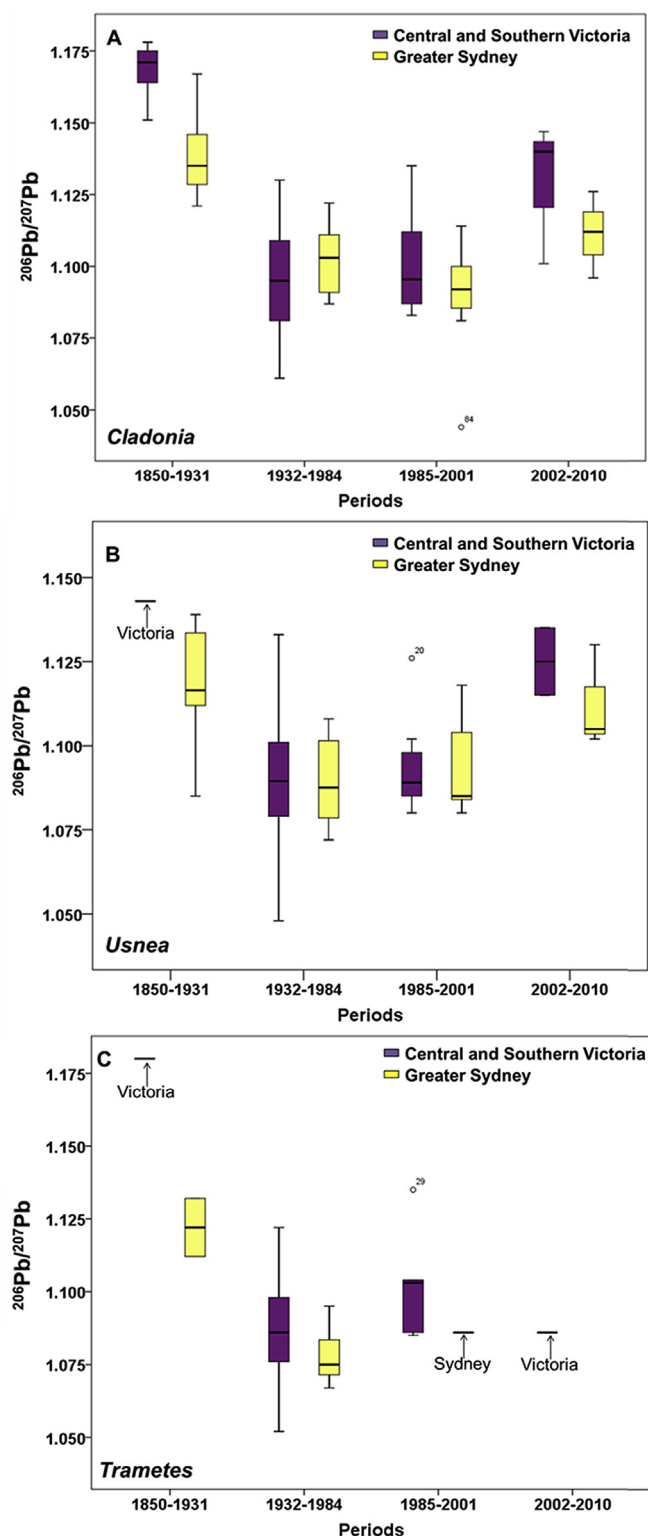 A
Central and Southern Victoria
Greater Sydney
1.175
1.150
1.125
1.100
1.075
1.050
206Pb/207Pb
84
Cladonia
1850-1931 1932-1984 1985-2001 2002-2010
Periods
B
Central and Southern Victoria
Greater Sydney
1.150
1.125
1.100
1.075
1.050
206Pb/207Pb
Victoria
20
Usnea
1850-1931 1932-1984 1985-2001 2002-2010
Periods
C
Central and Southern Victoria
Greater Sydney
1.175
1.150
1.125
1.100
1.075
1.050
206Pb/207Pb
Victoria
29
Sydney Victoria
Trametes
1850-1931 1932-1984 1985-2001 2002-2010
Periods